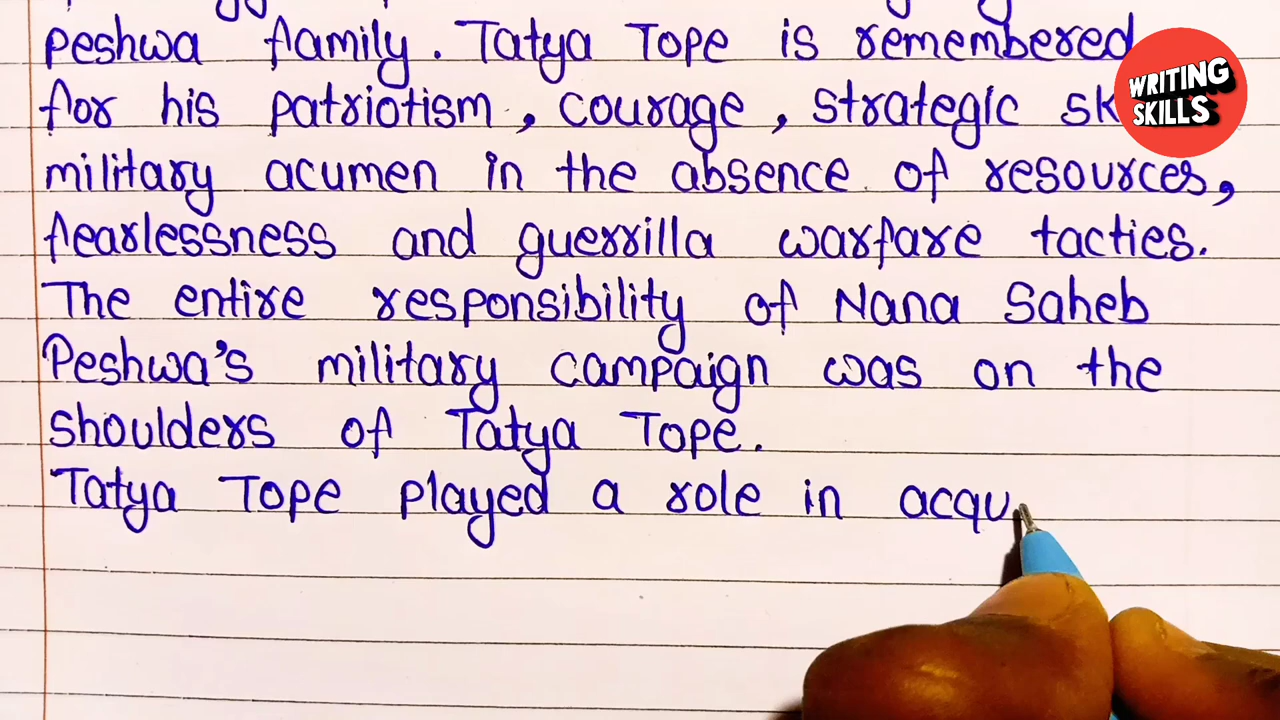 Peshwa family. Tatya Tope is remembered
for his patriotism, courage, strategic
military acumen in the absence of resources,
fearlessness and guerrilla warfare tacties.
The entire responsibility of Nana Saheb
Peshwa's military campaign was on the
shoulders of Tatya Tope.
Tatya Tope played a role in acqu
WRITING
SKILLS